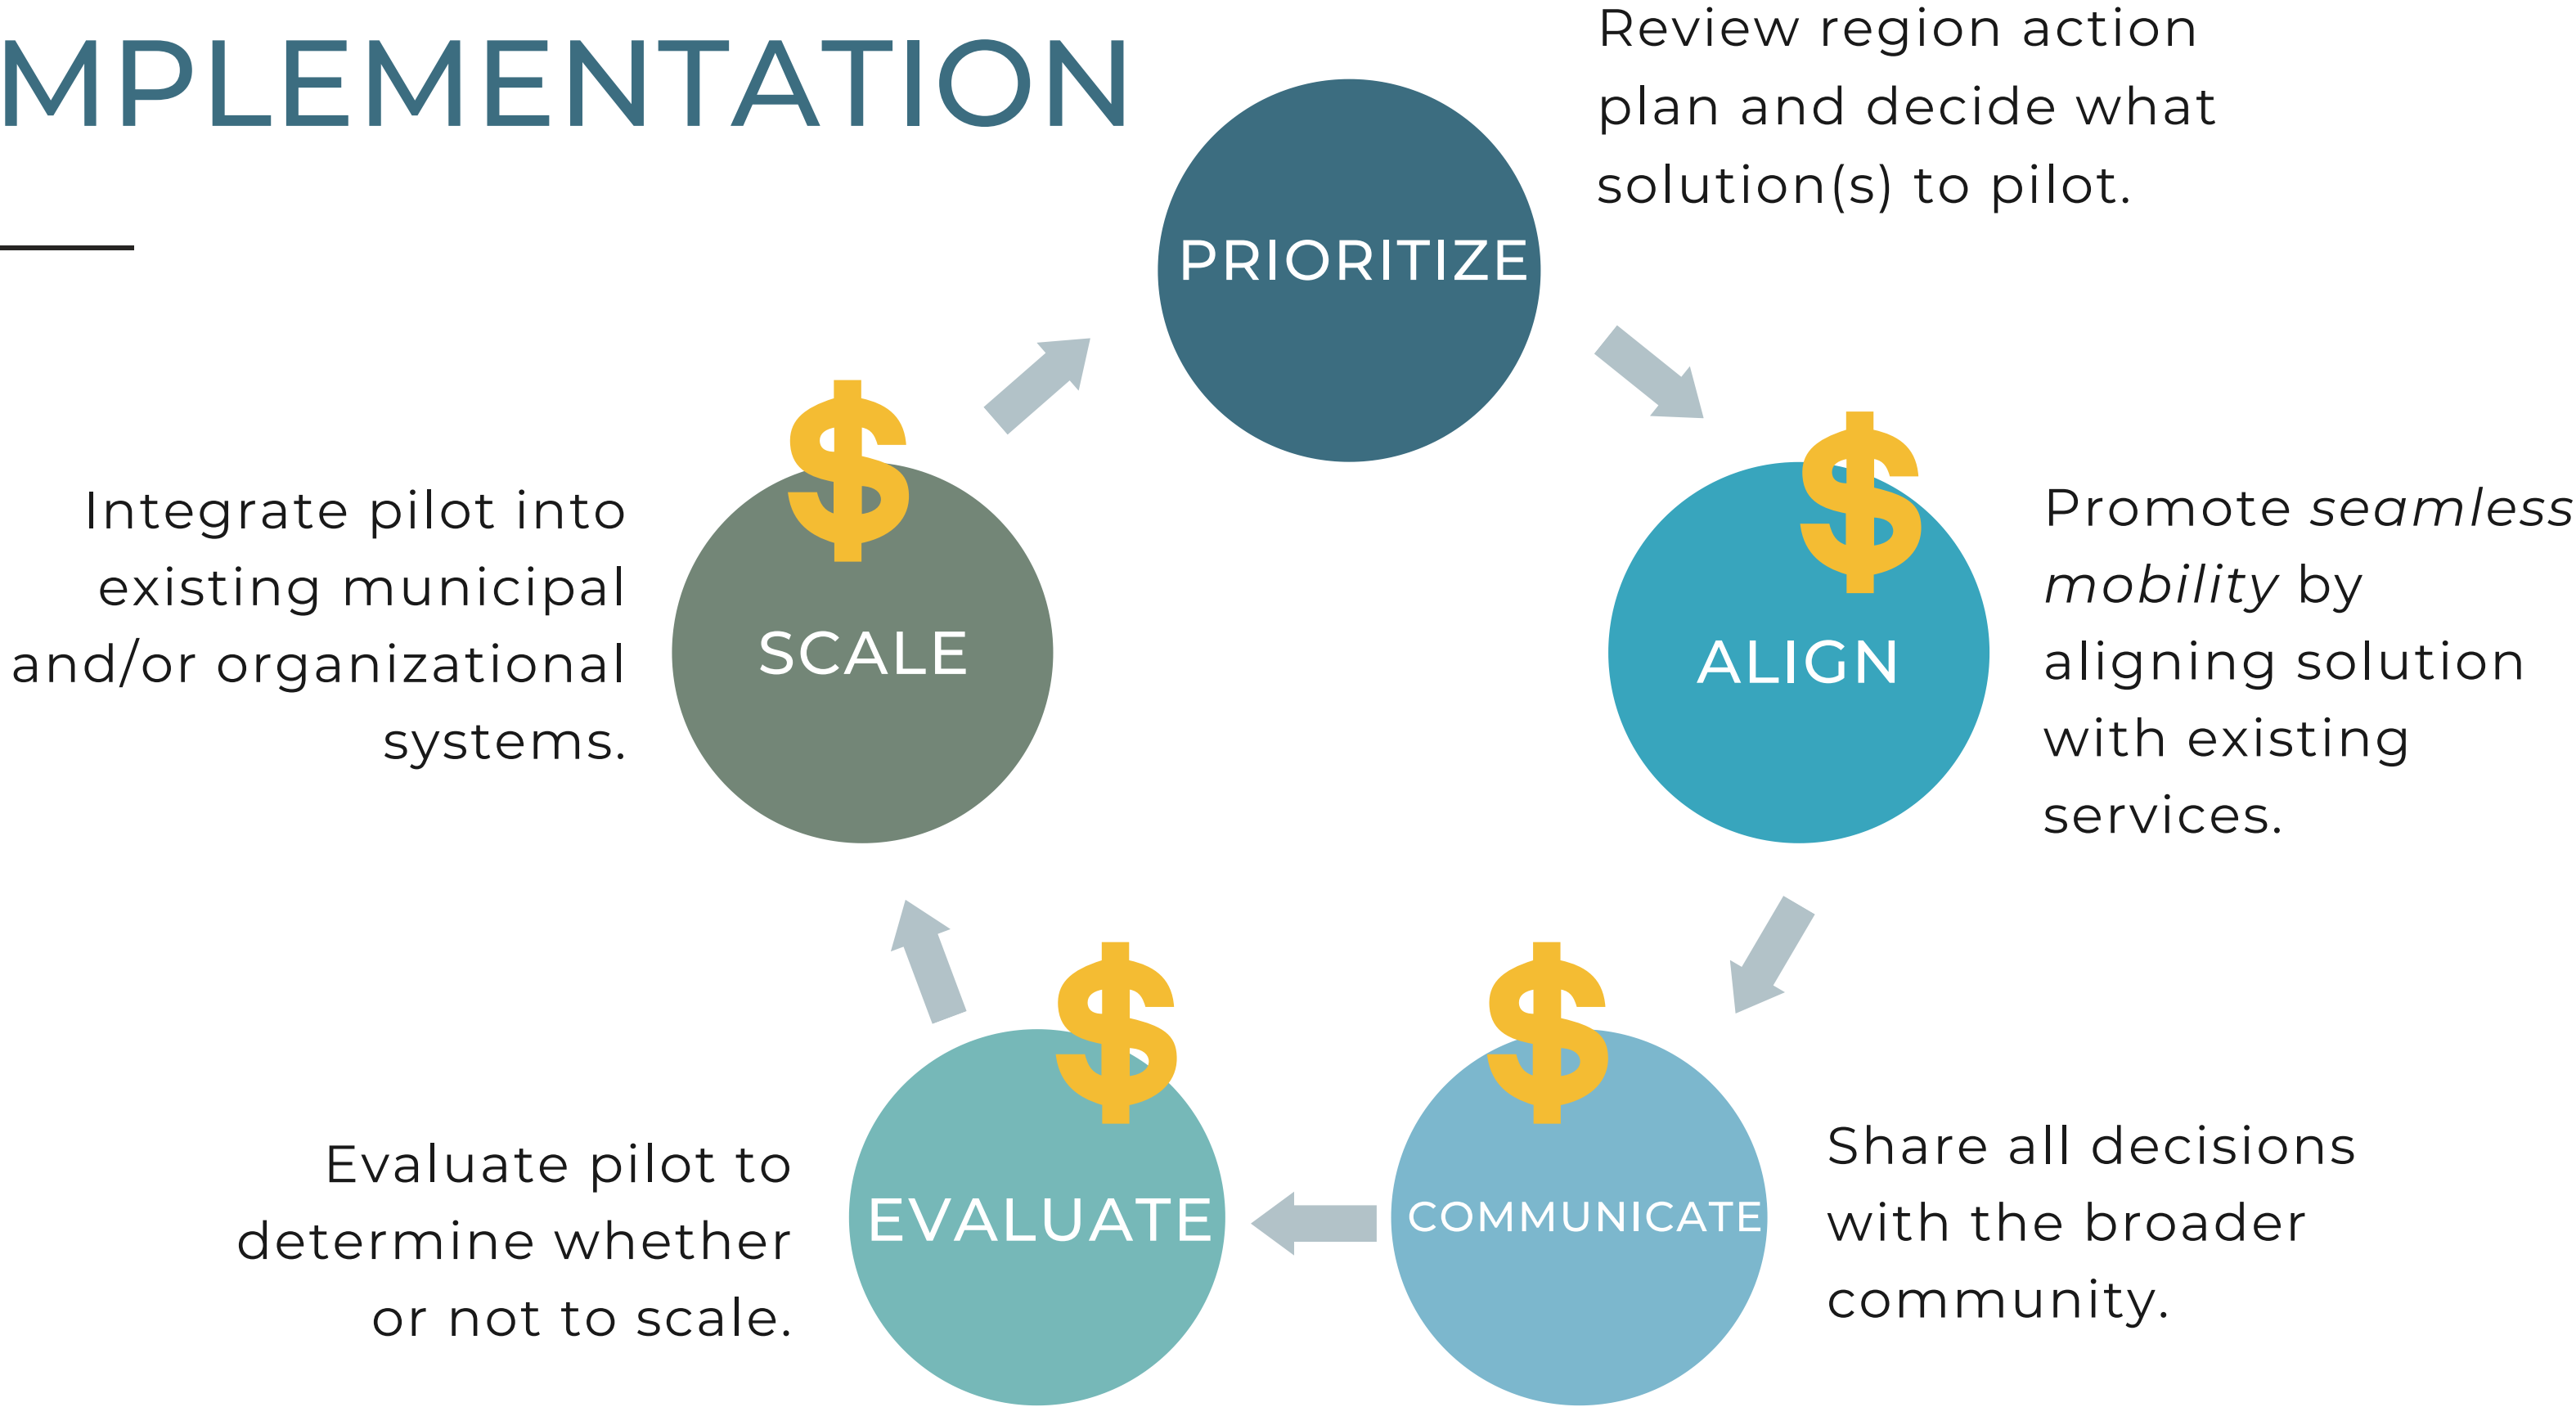 MPLEMENTATION
Review region action
plan and decide what
solution(s) to pilot.
PRIORITIZE
$
$
Integrate pilot into
existing municipal
and/or organizational
systems.
SCALE
ALIGN
Promote seamless
mobility by
aligning solution
with existing
services.
$
$
Evaluate pilot to
determine whether
or not to scale.
EVALUATE
COMMUNICATE
Share all decisions
with the broader
community.